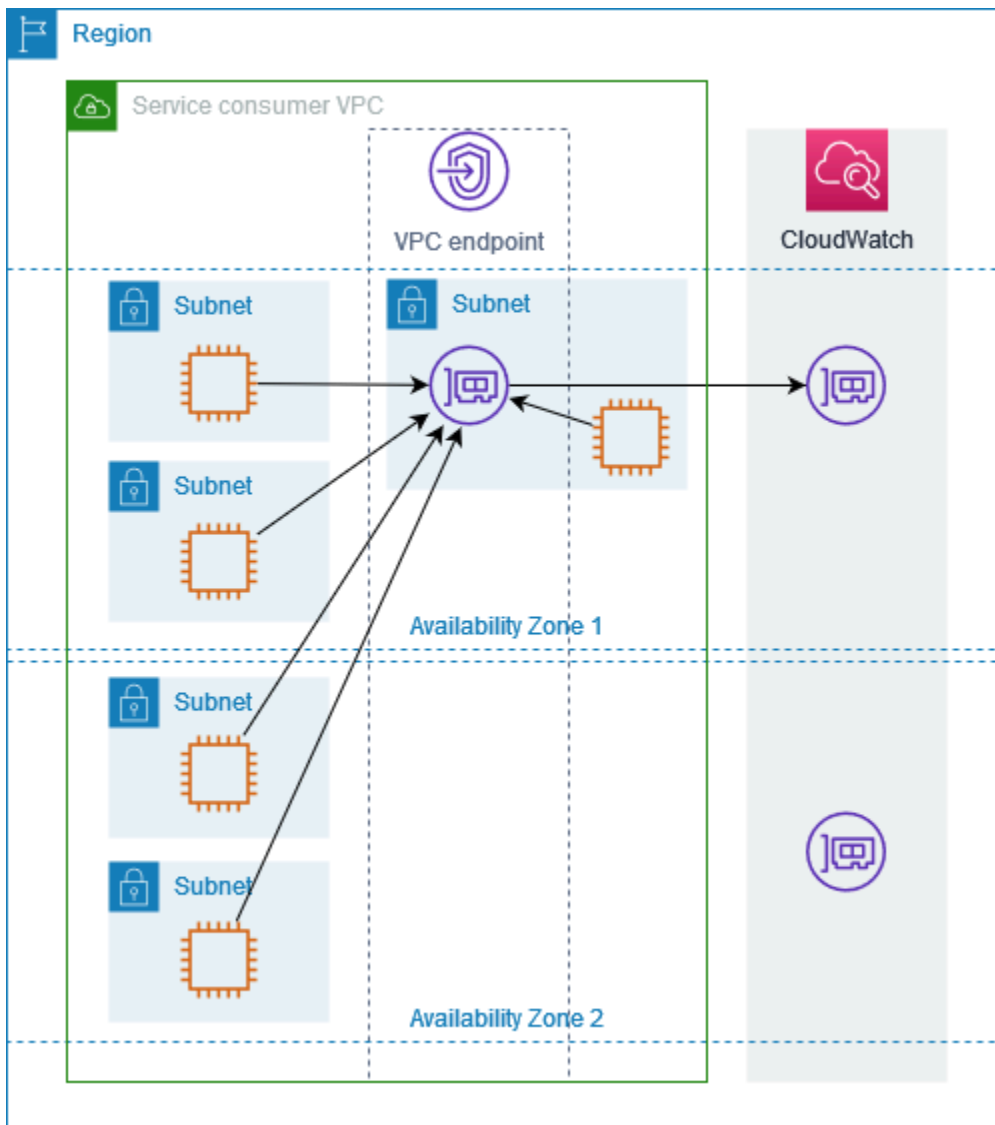 Region
Service consumer VPC
VPC endpoint
CloudWatch
Subnet
Subnet
Subnet
Availability Zone 1
Subnet
Subnet
Availability Zone 2